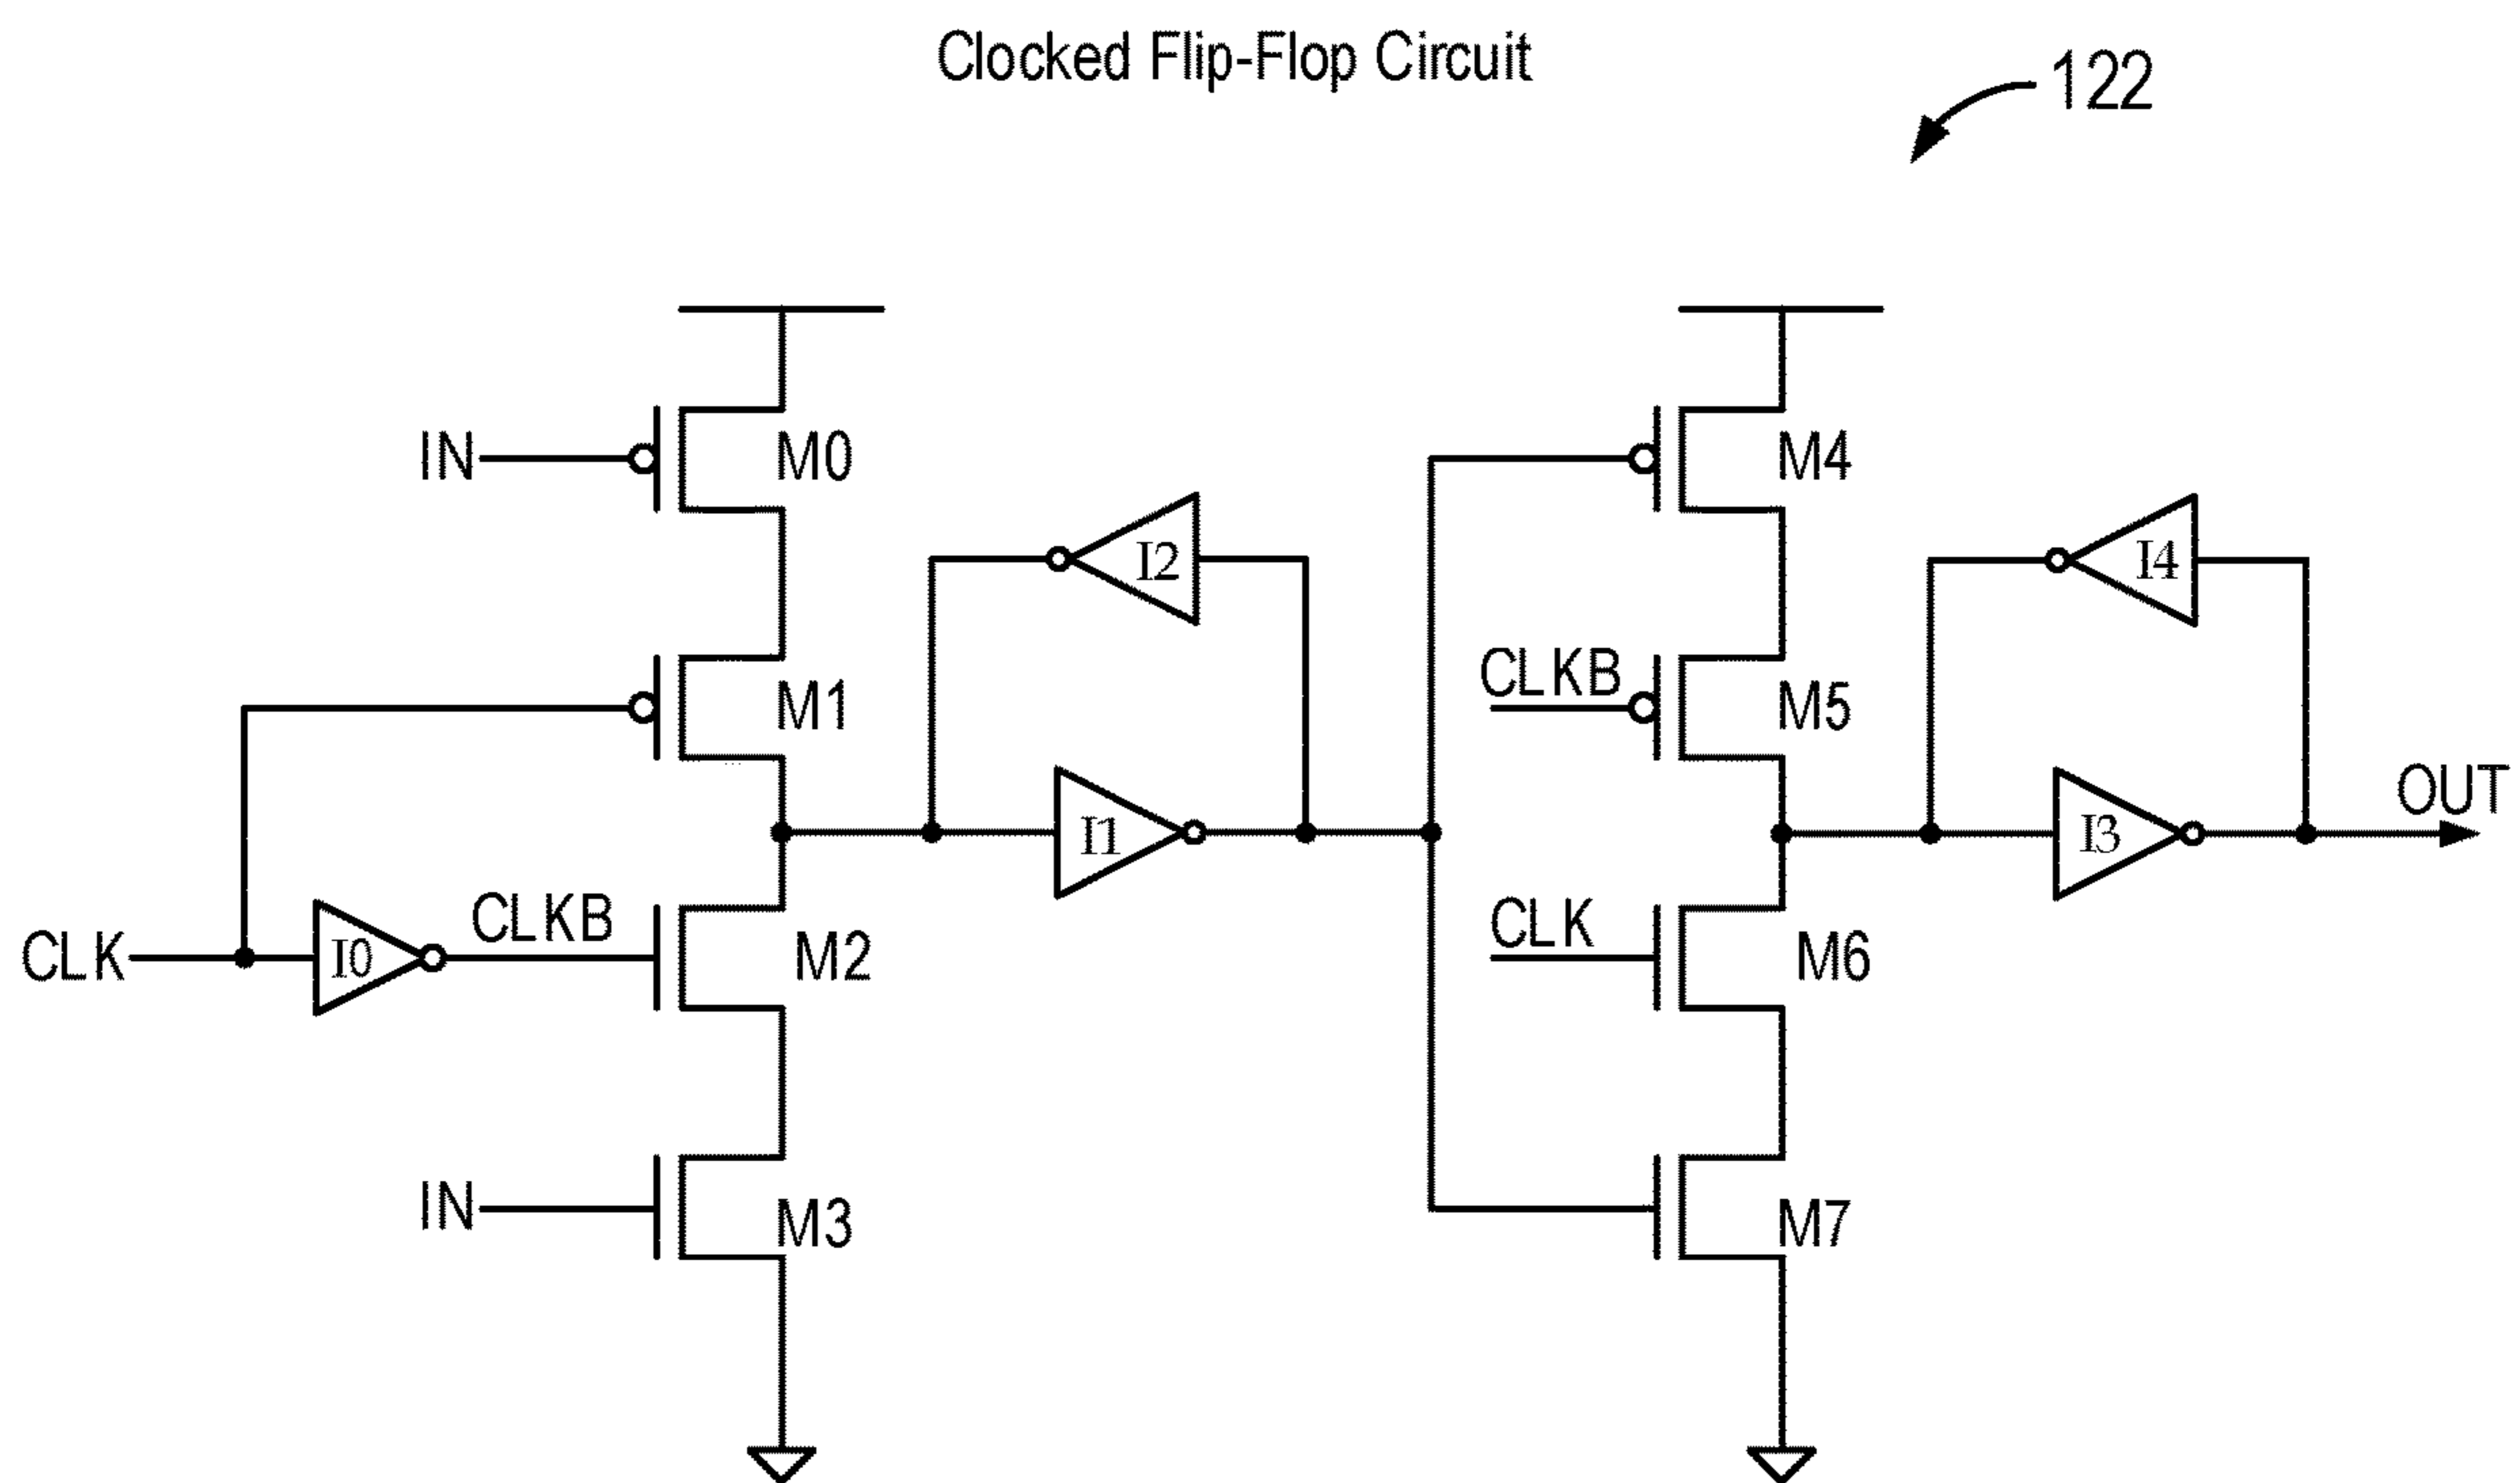 Clocked Flip-Flop Circuit
122
IN
M0
M4
I2
I4
CLKB
M1
M5
OUT
I1
I3
CLKB
CLK
CLK
I0
M2
M6
IN
M3
M7